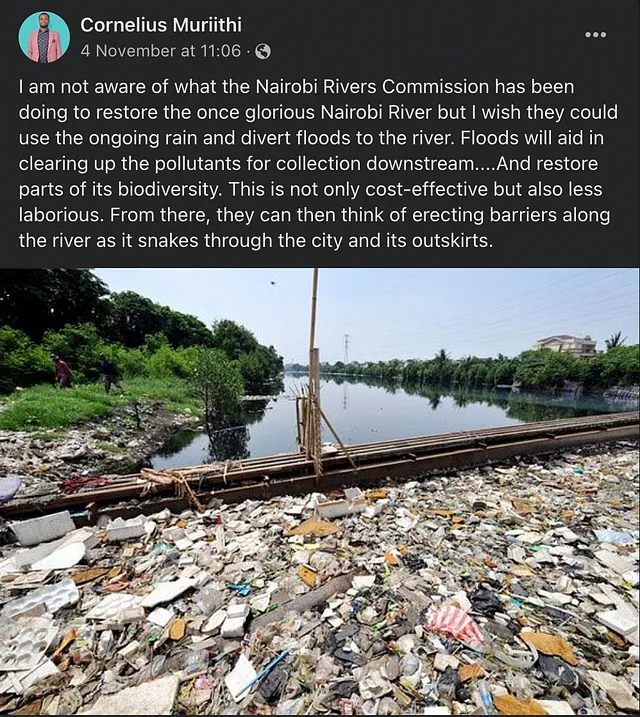 Cornelius Muriithi
4 November at 11:06 ·
I am not aware of what the Nairobi Rivers Commission has been
doing to restore the once glorious Nairobi River but I wish they could
use the ongoing rain and divert floods to the river. Floods will aid in
clearing up the pollutants for collection downstream....And restore
parts of its biodiversity. This is not only cost-effective but also less
laborious. From there, they can then think of erecting barriers along
the river as it snakes through the city and its outskirts.